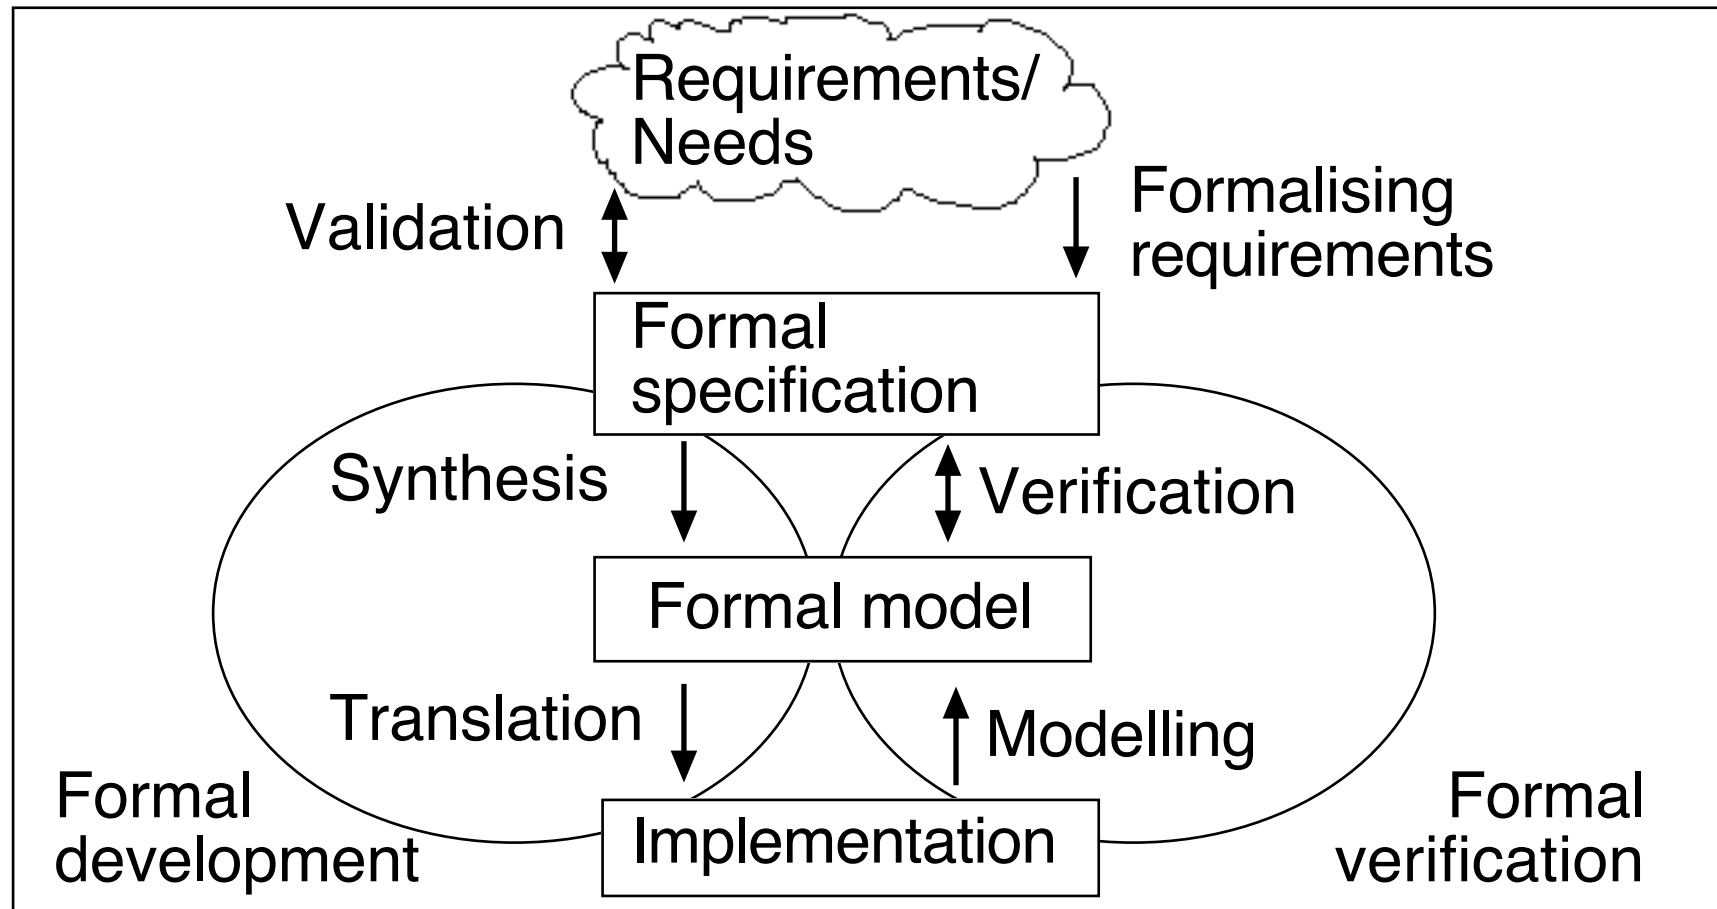 Requirements/
Needs
Validation
Formalising
requirements
Formal
specification
Synthesis
Verification
Formal model
Translation
Modelling
Formal
development
Implementation
Formal
verification